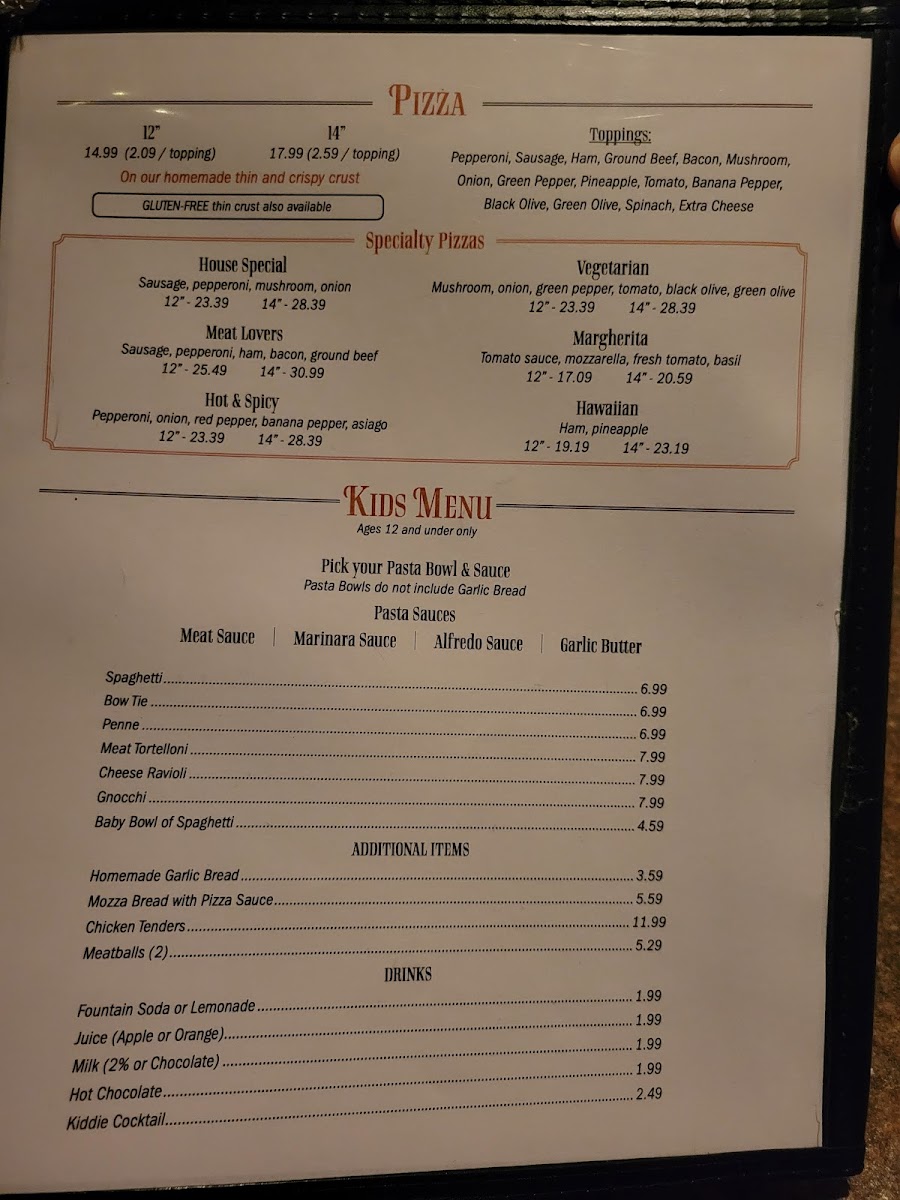 PIZZA
12" 14"
14.99 (2.09 / topping) 17.99 (2.59 / topping)
On our homemade thin and crispy crust
GLUTEN-FREE thin crust also available
Toppings:
Pepperoni, Sausage, Ham, Ground Beef, Bacon, Mushroom,
Onion, Green Pepper, Pineapple, Tomato, Banana Pepper,
Black Olive, Green Olive, Spinach, Extra Cheese
Specialty Pizzas
House Special
Sausage, pepperoni, mushroom, onion
12" - 23.39 14" - 28.39
Meat Lovers
Sausage, pepperoni, ham, bacon, ground beef
12" - 25.49 14" - 30.99
Hot & Spicy
Pepperoni, onion, red pepper, banana pepper, asiago
12" - 23.39 14" - 28.39
Vegetarian
Mushroom, onion, green pepper, tomato, black olive, green olive
12" - 23.39 14" - 28.39
Margherita
Tomato sauce, mozzarella, fresh tomato, basil
12" - 17.09 14" - 20.59
Hawaiian
Ham, pineapple
12" - 19.19 14" - 23.19
KIDS MENU
Ages 12 and under only
Pick your Pasta Bowl & Sauce
Pasta Bowls do not include Garlic Bread
Pasta Sauces
Meat Sauce | Marinara Sauce | Alfredo Sauce | Garlic Butter
Spaghetti 6.99
Bow Tie 6.99
Penne 6.99
Meat Tortelloni 7.99
Cheese Ravioli 7.99
Gnocchi 7.99
Baby Bowl of Spaghetti 4.59
ADDITIONAL ITEMS
Homemade Garlic Bread 3.59
Mozza Bread with Pizza Sauce 5.59
Chicken Tenders 11.99
Meatballs (2) 5.29
DRINKS
Fountain Soda or Lemonade 1.99
Juice (Apple or Orange) 1.99
Milk (2% or Chocolate) 1.99
Hot Chocolate 1.99
Kiddie Cocktail 2.49